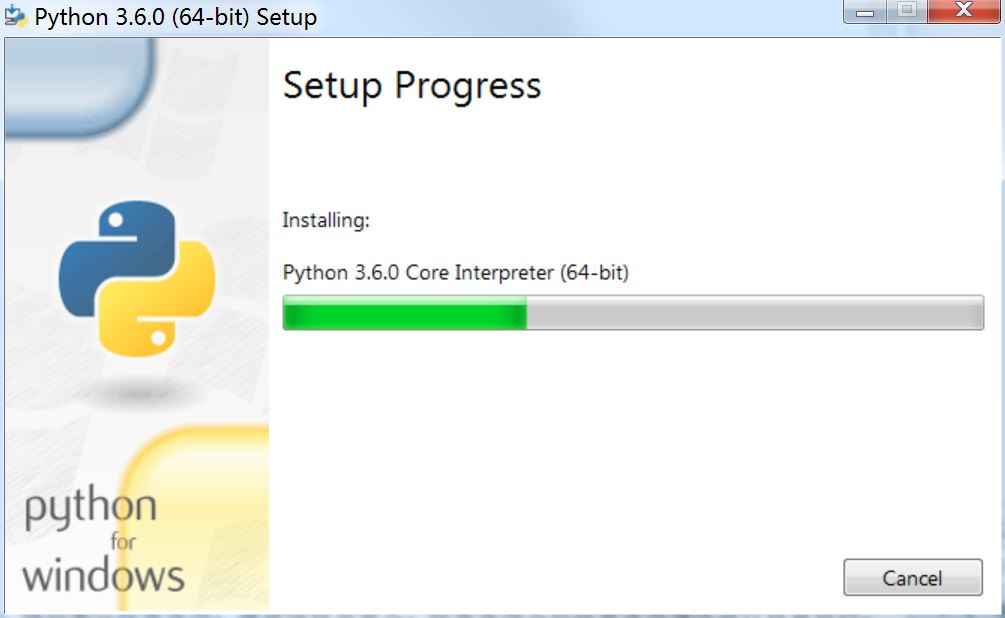 Python 3.6.0 (64-bit) Setup
Setup Progress
Installing:
Python 3.6.0 Core Interpreter (64-bit)
python
for
windows
Cancel